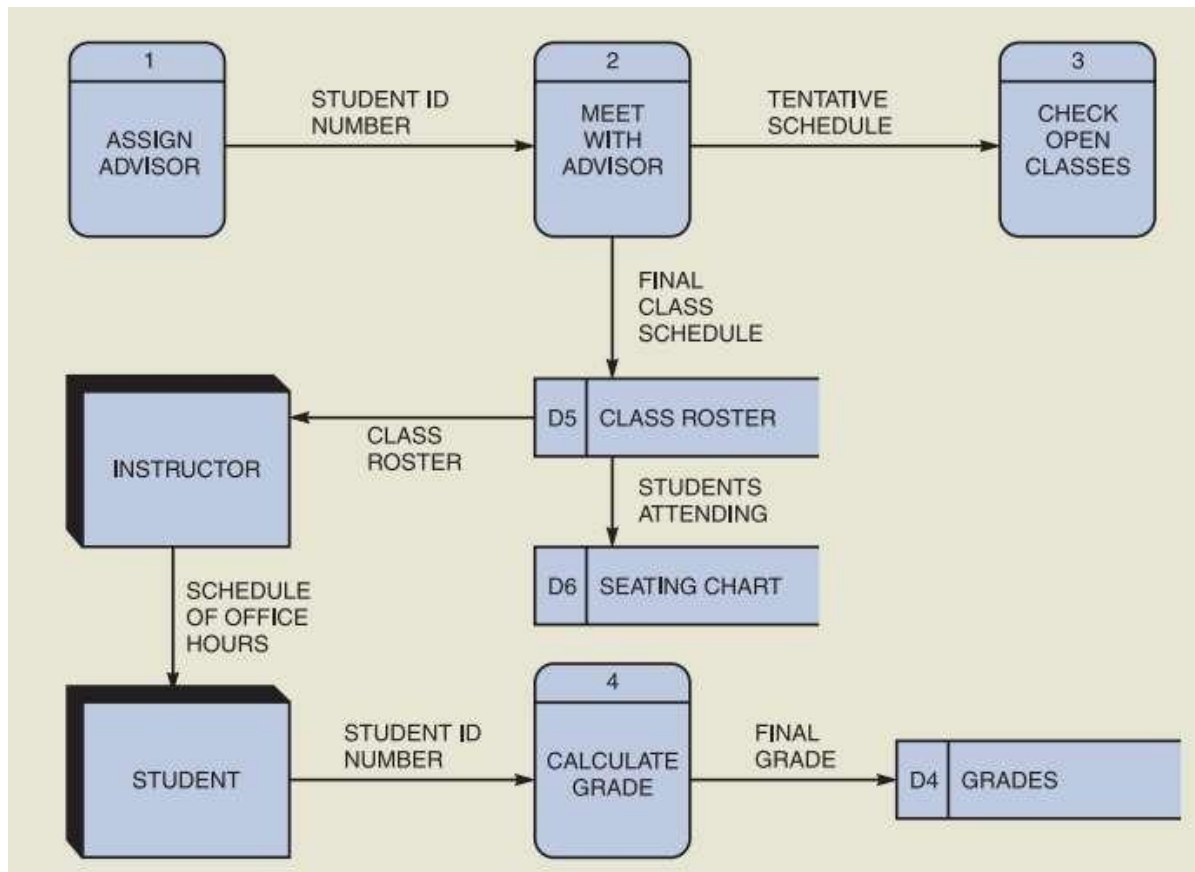 1
ASSIGN
ADVISOR
STUDENT ID
NUMBER
2
MEET
WITH
ADVISOR
TENTATIVE
SCHEDULE
3
CHECK
OPEN
CLASSES
FINAL
CLASS
SCHEDULE
INSTRUCTOR
CLASS
ROSTER
D5 CLASS ROSTER
STUDENTS
ATTENDING
D6 SEATING CHART
SCHEDULE
OF OFFICE
HOURS
STUDENT
STUDENT ID
NUMBER
4
CALCULATE
GRADE
FINAL
GRADE
D4 GRADES